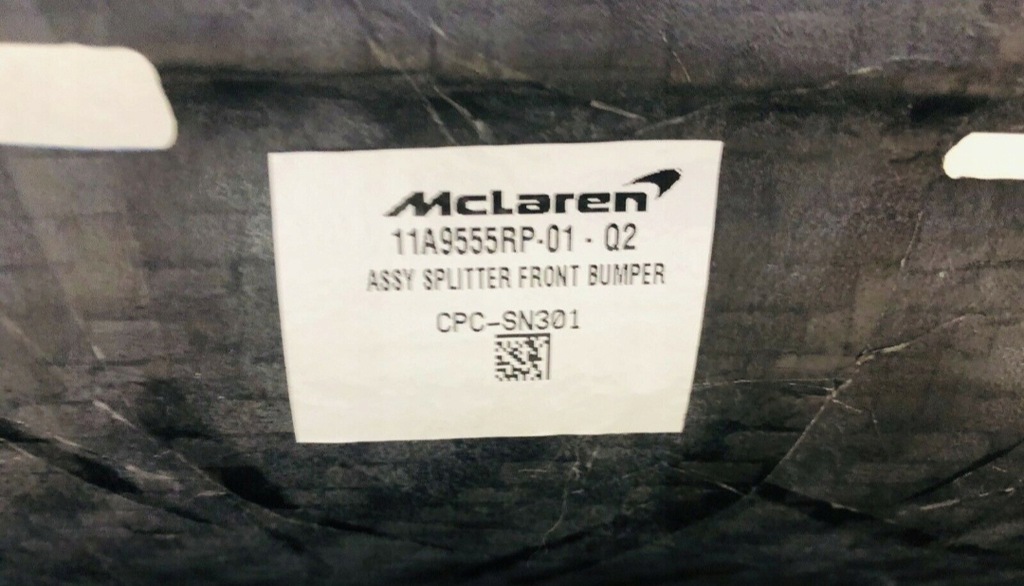 McLaren
11A9555RP-01 - Q2
ASSY SPLITTER FRONT BUMPER
CPC-SN301